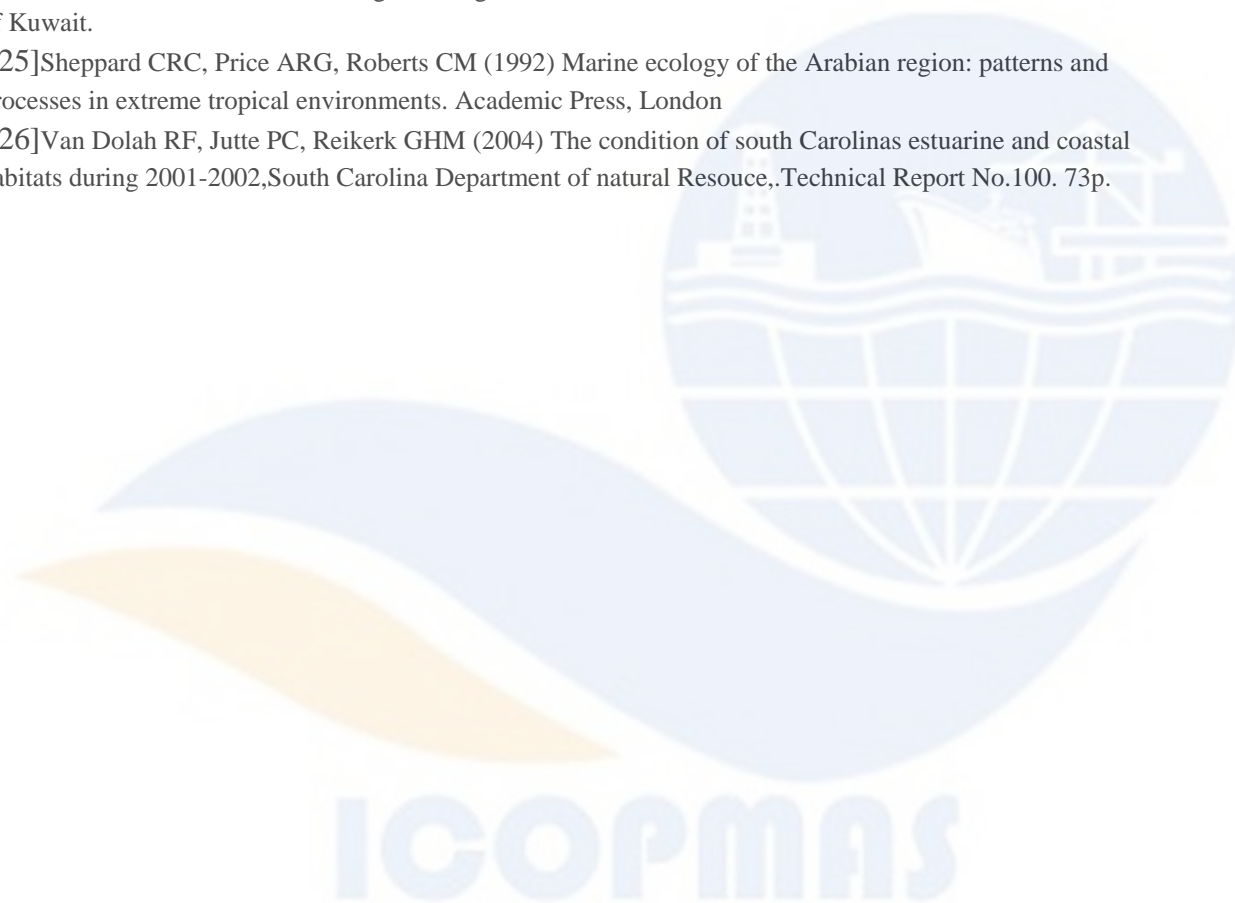 f Kuwait.
25]Sheppard CRC, Price ARG, Roberts CM (1992) Marine ecology of the Arabian region: patterns and
rocesses in extreme tropical environments. Academic Press, London
26]Van Dolah RF, Jutte PC, Reikerk GHM (2004) The condition of south Carolinas estuarine and coastal
abitats during 2001-2002,South Carolina Department of natural Resouce,.Technical Report No.100. 73p.
ICOPMAS